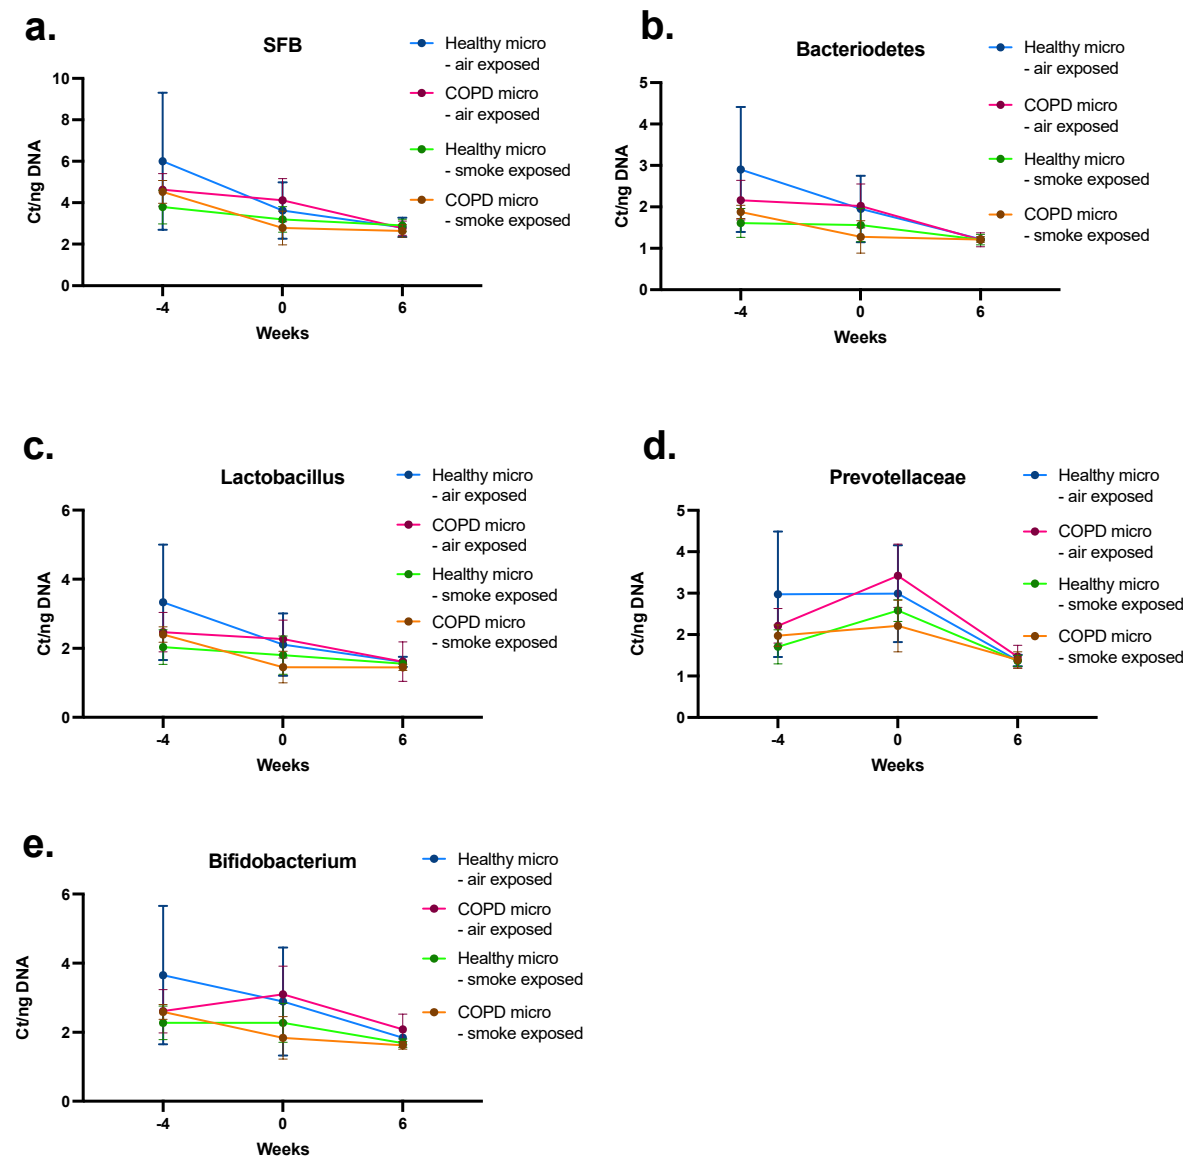 a.
SFB
Healthy micro
- air exposed
COPD micro
- air exposed
Healthy micro
- smoke exposed
COPD micro
- smoke exposed
Ct/ng DNA
10
8
6
4
2
0
-4
0
6
Weeks
b.
Bacteriodetes
Healthy micro
- air exposed
COPD micro
- air exposed
Healthy micro
- smoke exposed
COPD micro
- smoke exposed
Ct/ng DNA
5
4
3
2
1
0
-4
0
6
Weeks
c.
Lactobacillus
Healthy micro
- air exposed
COPD micro
- air exposed
Healthy micro
- smoke exposed
COPD micro
- smoke exposed
Ct/ng DNA
6
4
2
0
-4
0
6
Weeks
d.
Prevotellaceae
Healthy micro
- air exposed
COPD micro
- air exposed
Healthy micro
- smoke exposed
COPD micro
- smoke exposed
Ct/ng DNA
5
4
3
2
1
0
-4
0
6
Weeks
e.
Bifidobacterium
Healthy micro
- air exposed
COPD micro
- air exposed
Healthy micro
- smoke exposed
COPD micro
- smoke exposed
Ct/ng DNA
6
4
2
0
-4
0
6
Weeks